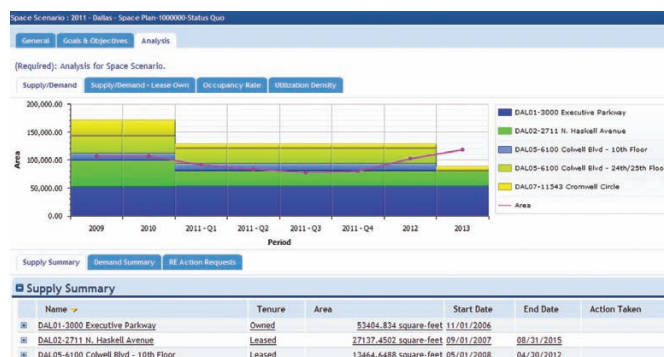 Space Scenario : 2011 - Dallas - Space Plan-1000000-Status Quo
General Goals & Objectives Analysis
(Required): Analysis for Space Scenario.
Supply/Demand Supply/Demand - Lease Own Occupancy Rate Utilization Density
200,000.00
150,000.00
100,000.00
50,000.00
0.00
Area
2009 2010 2011 - Q1 2011 - Q2 2011 - Q3 2011 - Q4 2012 2013
Period
DAL01-3000 Executive Parkway
DAL02-2711 N. Haskell Avenue
DAL05-6100 Colwell Blvd - 10th Floor
DAL05-6100 Colwell Blvd - 24th/25th Floo
DAL07-11543 Cromwell Circle
Area
Supply Summary Demand Summary RE Action Requests
Supply Summary
Name Tenure Area Start Date End Date Action Taken
DAL01-3000 Executive Parkway Owned 53404.834 square-feet 11/01/2006
DAL02-2711 N. Haskell Avenue Leased 27137.4502 square-feet 09/01/2007 08/31/2015
DAL05-6100 Colwell Blvd - 10th Floor Leased 13464.6488 square-feet 05/01/2008 04/30/2012